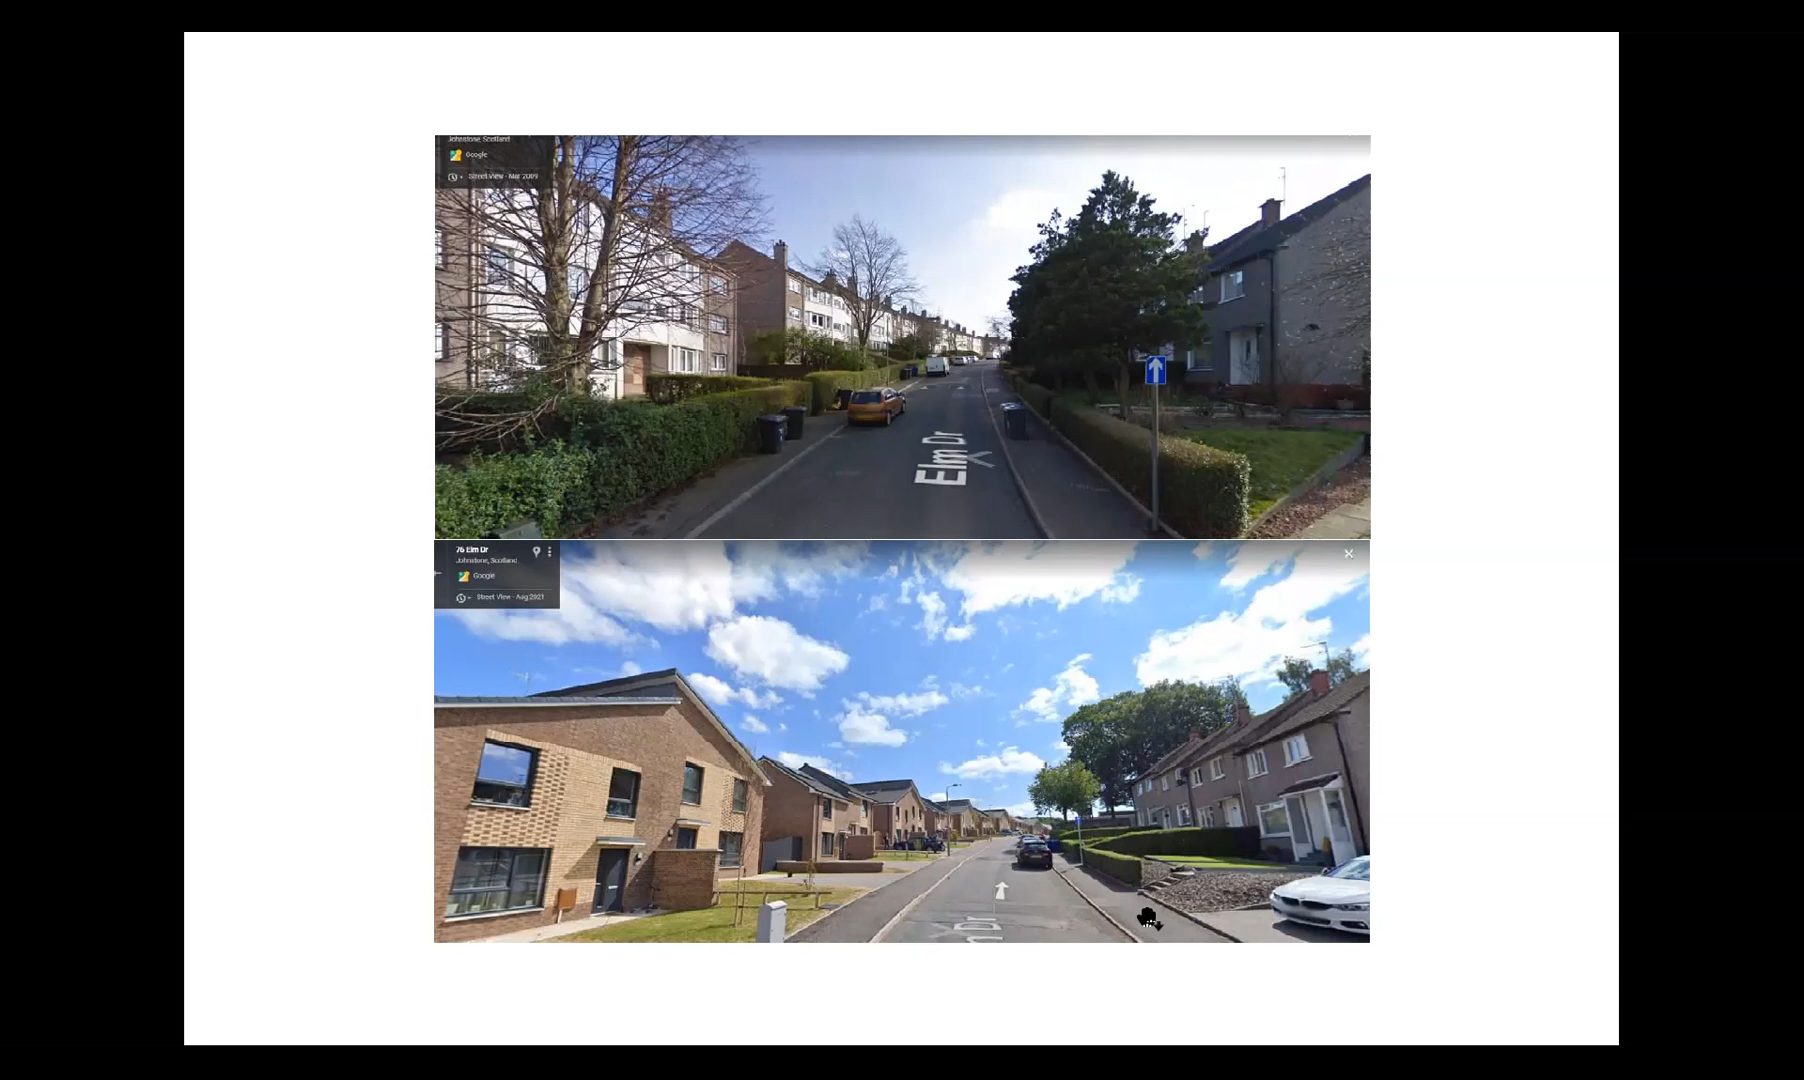 Johnstone, Scotland
Google
Street View - Mar 2009
Elm Dr
76 Elm Dr
Johnstone, Scotland
Google
Street View - Aug 2021
m Dr